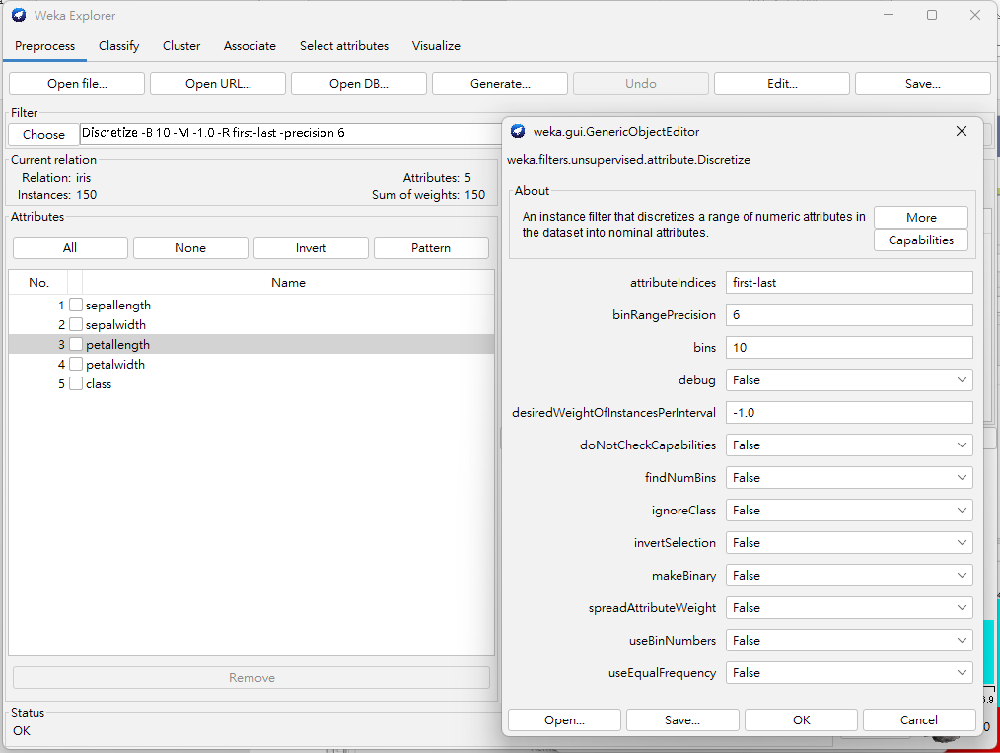 Weka Explorer
Preprocess Classify Cluster Associate Select attributes Visualize
Open file... Open URL... Open DB... Generate... Undo Edit... Save...
Filter
Choose Discretize -B 10 -M -1.0 -R first-last -precision 6
Current relation
Relation: iris Attributes: 5
Instances: 150 Sum of weights: 150
Attributes
All None Invert Pattern
No. Name
1 sepallength
2 sepalwidth
3 petallength
4 petalwidth
5 class
Remove
Status
OK
weka.gui.GenericObjectEditor
weka.filters.unsupervised.attribute.Discretize
About
An instance filter that discretizes a range of numeric attributes in
the dataset into nominal attributes.
More
Capabilities
attributeIndices first-last
binRangePrecision 6
bins 10
debug False
desiredWeightOfInstancesPerInterval -1.0
doNotCheckCapabilities False
findNumBins False
ignoreClass False
invertSelection False
makeBinary False
spreadAttributeWeight False
useBinNumbers False
useEqualFrequency False
Open... Save... OK Cancel